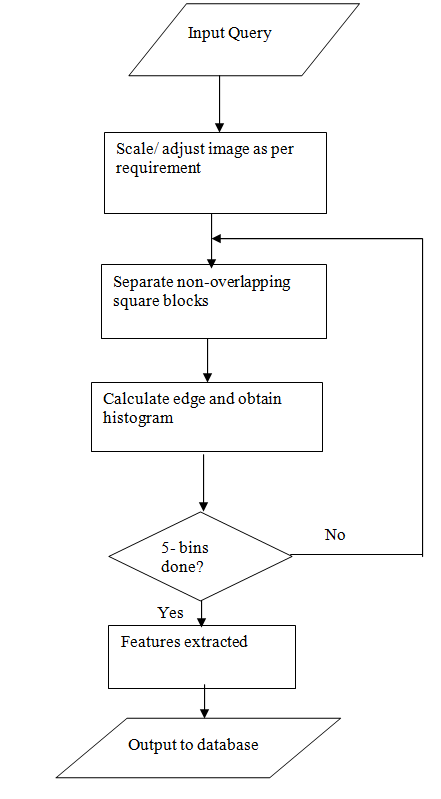 Input Query
Scale/ adjust image as per
requirement
Separate non-overlapping
square blocks
Calculate edge and obtain
histogram
5- bins
done?
No
Yes
Features extracted
Output to database